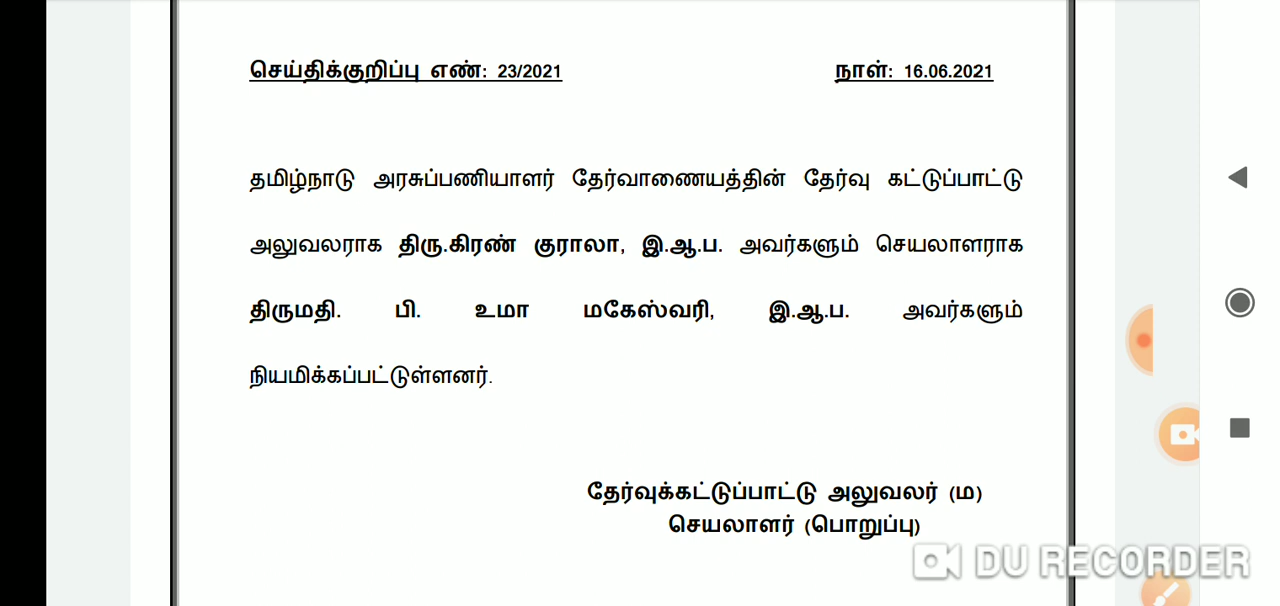 செய்திக்குறிப்பு எண்: 23/2021 நாள்: 16.06.2021
தமிழ்நாடு அரசுப்பணியாளர் தேர்வாணையத்தின் தேர்வு கட்டுப்பாட்டு
அலுவலராக திரு.கிரண் குராலா, இ.ஆ.ப. அவர்களும் செயலாளராக
திருமதி. பி. உமா மகேஸ்வரி, இ.ஆ.ப. அவர்களும்
நியமிக்கப்பட்டுள்ளனர்.
தேர்வுக்கட்டுப்பாட்டு அலுவலர் (ம)
செயலாளர் (பொறுப்பு)
DU RECORDER